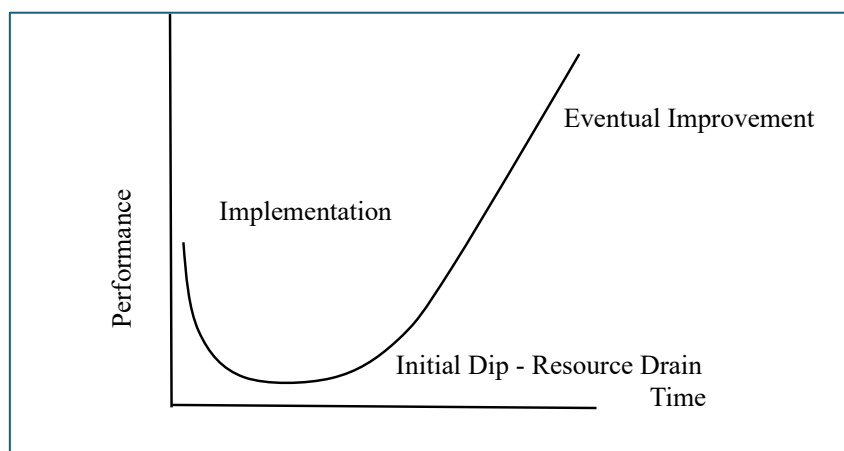 Eventual Improvement
Implementation
Performance
Initial Dip - Resource Drain
Time